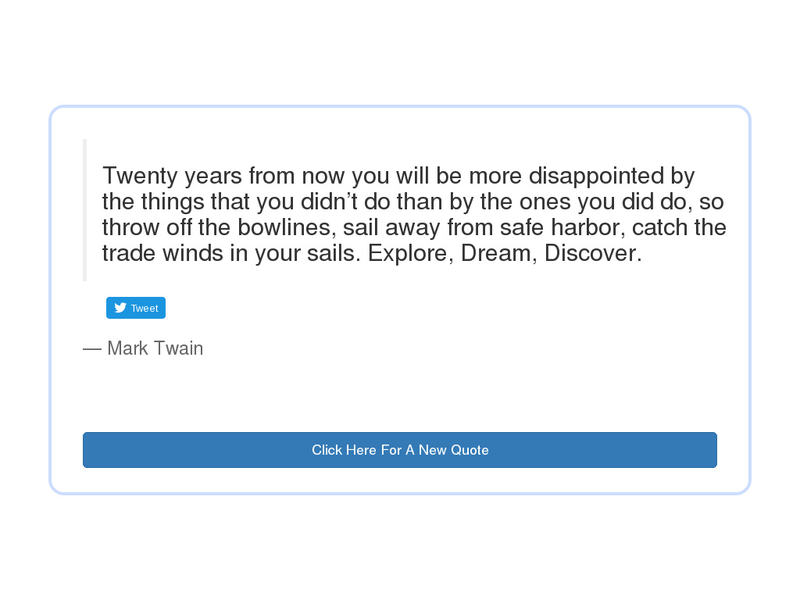 Twenty years from now you will be more disappointed by
the things that you didn’t do than by the ones you did do, so
throw off the bowlines, sail away from safe harbor, catch the
trade winds in your sails. Explore, Dream, Discover.
Tweet
— Mark Twain
Click Here For A New Quote